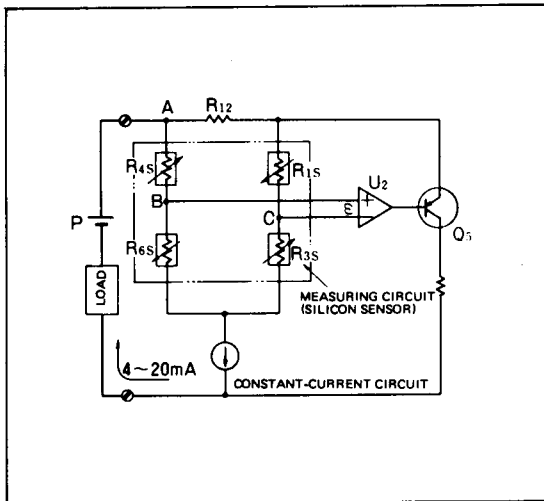 A
R12
R4S
R1S
U2
B
+
C
ε
−
P
Q5
R6S
R3S
LOAD
MEASURING CIRCUIT
(SILICON SENSOR)
4~20mA
CONSTANT-CURRENT CIRCUIT